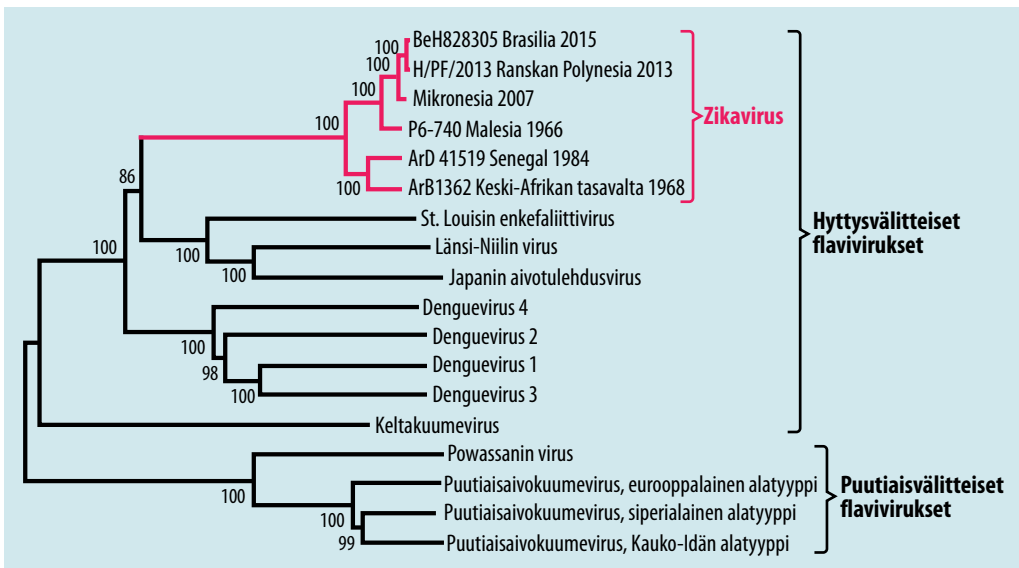 BeH828305 Brasilia 2015
100
H/PF/2013 Ranskan Polynesia 2013
100
100
Mikronesia 2007
100
P6-740 Malesia 1966
Zikavirus
ArD 41519 Senegal 1984
100
ArB1362 Keski-Afrikan tasavalta 1968
86
St. Louisin enkefaliittivirus
Hyttysvälitteiset
flavivirukset
100
100
Länsi-Niilin virus
100
Japanin aivotulehdusvirus
Denguevirus 4
100
Denguevirus 2
98
Denguevirus 1
100
Denguevirus 3
Keltakuumevirus
Powassanin virus
100
Puutiaisaivokuumevirus, eurooppalainen alatyyppi
Puutiaisvälitteiset
flavivirukset
100
Puutiaisaivokuumevirus, siperialainen alatyyppi
99
Puutiaisaivokuumevirus, Kauko-Idän alatyyppi